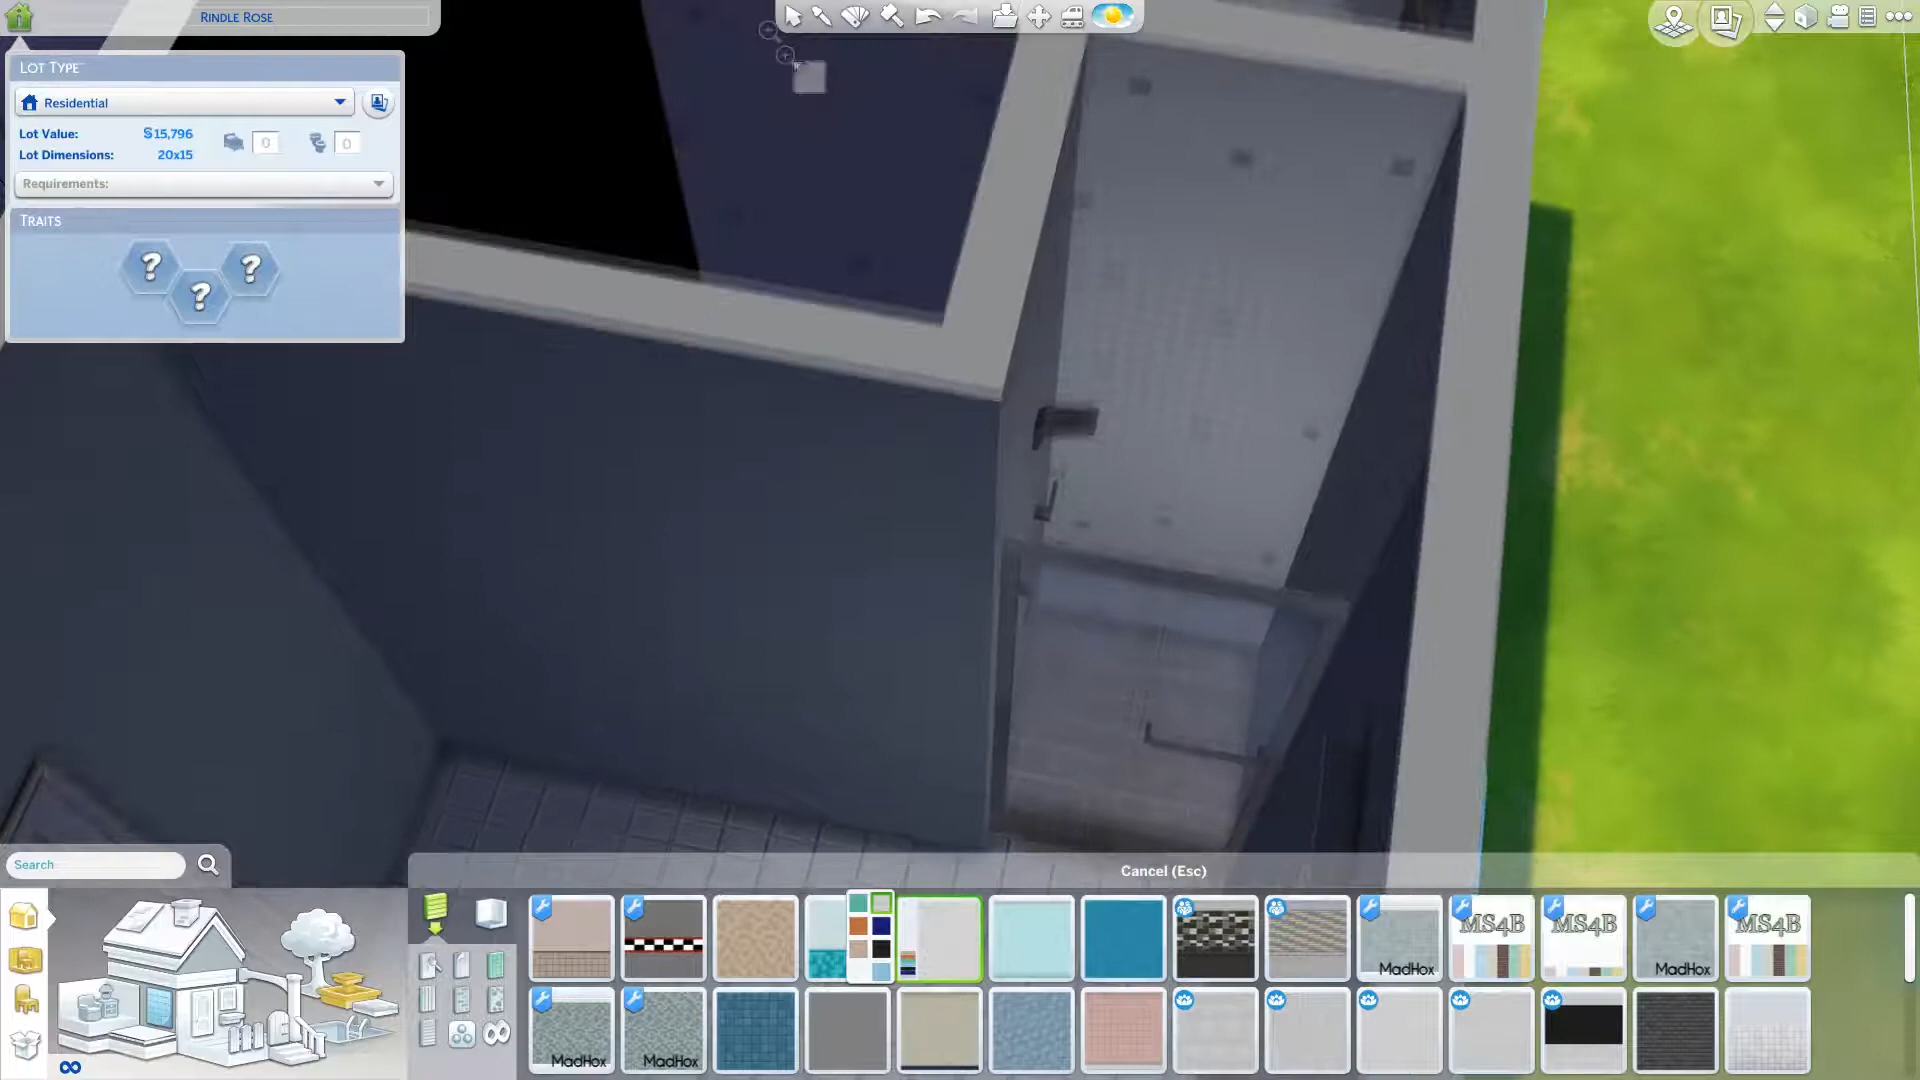 RINDLE ROSE
LOT TYPE
Residential
Lot Value: §15,796
0
0
Lot Dimensions: 20x15
Requirements:
TRAITS
? ? ?
Search
Cancel (Esc)
MadHox
MS4B
MS4B
MadHox
MS4B
MadHox
MadHox